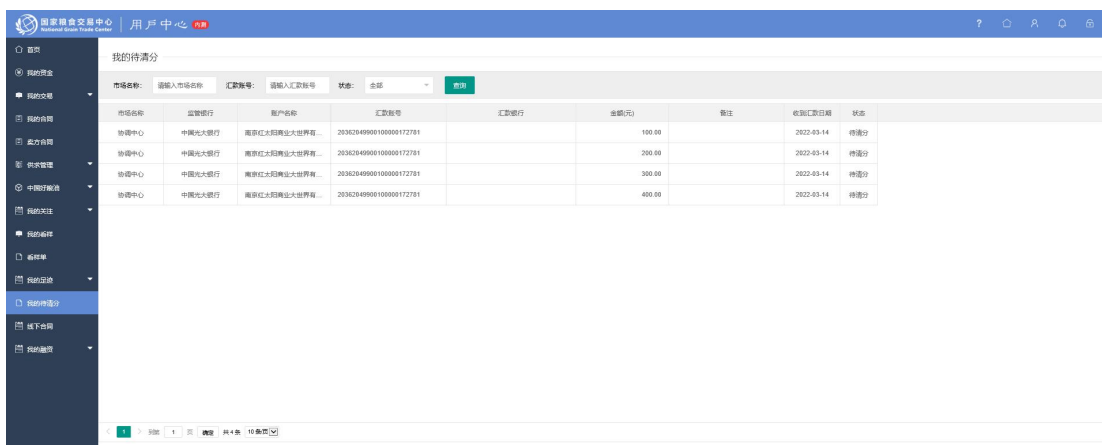 国家粮食交易中心 用户中心 内测
National Grain Trade Center
?
首页
我的资金
我的交易
我的合同
卖方合同
供求管理
中国好粮油
我的关注
我的看样
看样单
我的足迹
我的待清分
线下合同
我的融资
我的待清分
市场名称: 请输入市场名称 汇款账号: 请输入汇款账号 状态: 全部 查询
市场名称 监管银行 账户名称 汇款账号 汇款银行 金额(元) 备注 收到汇款日期 状态
协调中心 中国光大银行 南京红太阳商业大世界有... 20362049900100000172781 100.00 2022-03-14 待清分
协调中心 中国光大银行 南京红太阳商业大世界有... 20362049900100000172781 200.00 2022-03-14 待清分
协调中心 中国光大银行 南京红太阳商业大世界有... 20362049900100000172781 300.00 2022-03-14 待清分
协调中心 中国光大银行 南京红太阳商业大世界有... 20362049900100000172781 400.00 2022-03-14 待清分
< 1 > 到第 1 页 确定 共4条 10条/页